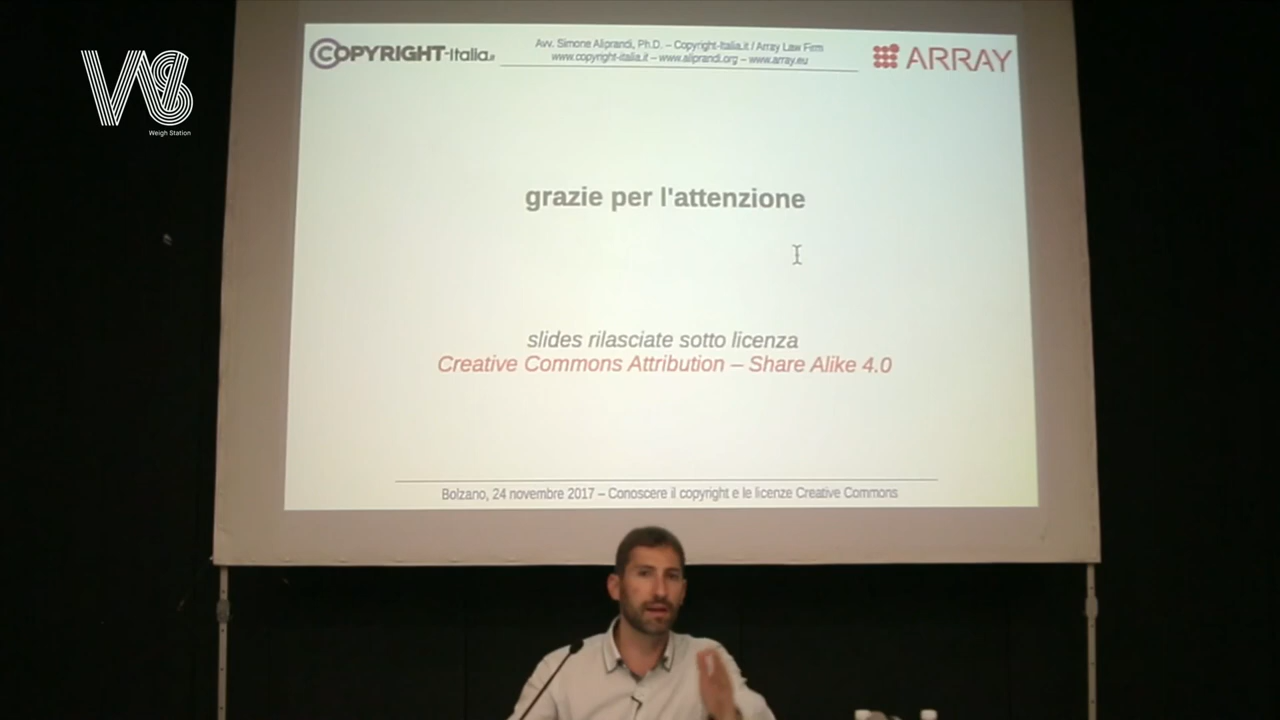 WS
Weigh Station
COPYRIGHT-Italia.it
Avv. Simone Aliprandi, Ph.D. – Copyright-Italia.it / Array Law Firm
www.copyright-italia.it – www.aliprandi.org – www.array.eu
ARRAY
grazie per l'attenzione
slides rilasciate sotto licenza
Creative Commons Attribution – Share Alike 4.0
Bolzano, 24 novembre 2017 – Conoscere il copyright e le licenze Creative Commons